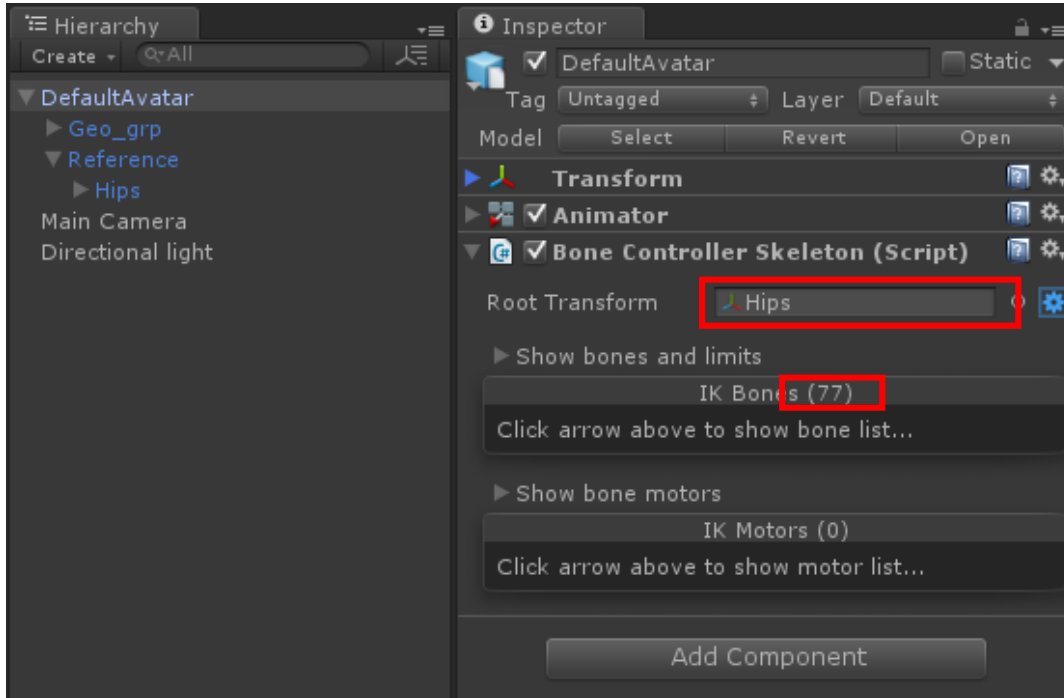 Hierarchy
Create
All
DefaultAvatar
Geo_grp
Reference
Hips
Main Camera
Directional light
Inspector
DefaultAvatar Static
Tag Untagged Layer Default
Model Select Revert Open
Transform
Animator
Bone Controller Skeleton (Script)
Root Transform Hips
Show bones and limits
IK Bones (77)
Click arrow above to show bone list...
Show bone motors
IK Motors (0)
Click arrow above to show motor list...
Add Component